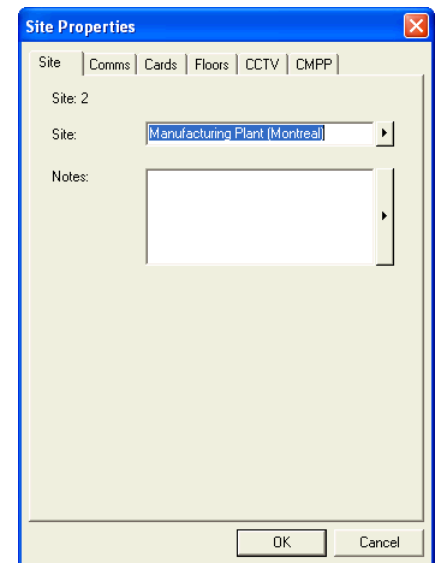 Site Properties
Site Comms Cards Floors CCTV CMPP
Site: 2
Site: Manufacturing Plant (Montreal)
Notes:
OK Cancel